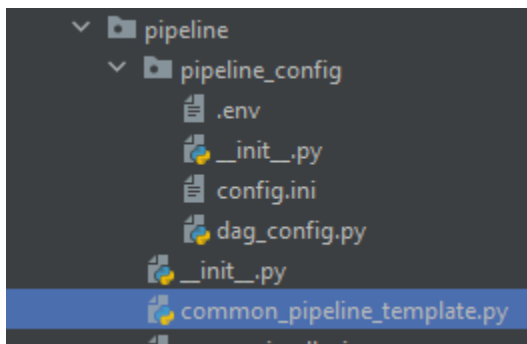 pipeline
pipeline_config
.env
__init__.py
config.ini
dag_config.py
__init__.py
common_pipeline_template.py